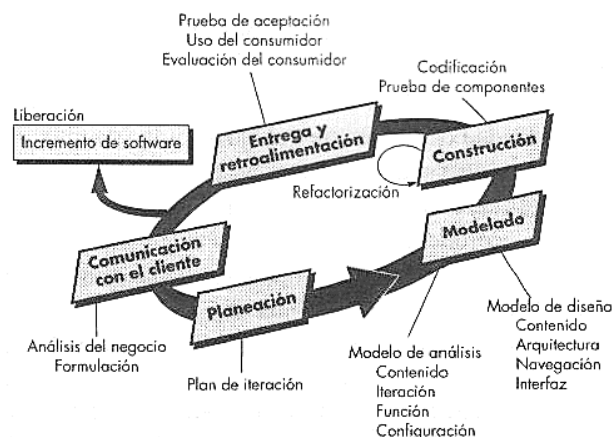 Prueba de aceptación
Uso del consumidor
Evaluación del consumidor
Codificación
Prueba de componentes
Liberación
Incremento de software
Entrega y
retroalimentación
Construcción
Refactorización
Modelado
Comunicación
con el cliente
Planeación
Análisis del negocio
Formulación
Plan de iteración
Modelo de análisis
Contenido
Iteración
Función
Configuración
Modelo de diseño
Contenido
Arquitectura
Navegación
Interfaz